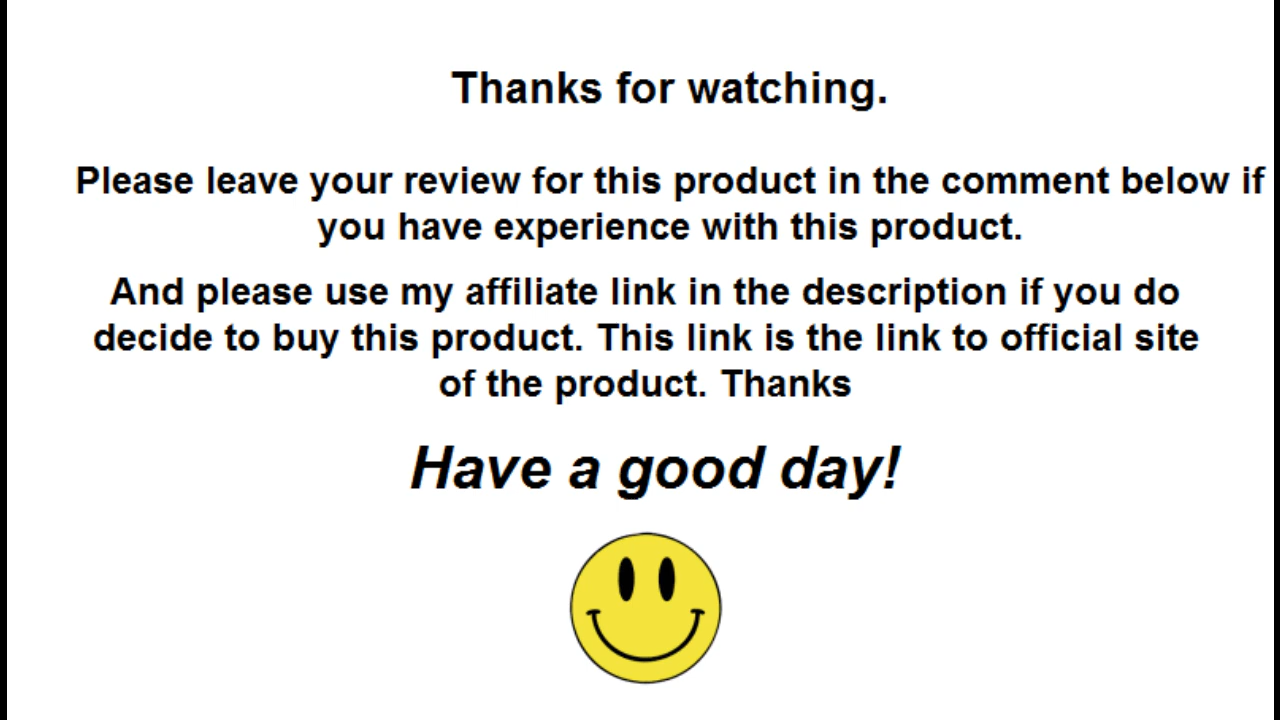 Thanks for watching.
Please leave your review for this product in the comment below if
you have experience with this product.
And please use my affiliate link in the description if you do
decide to buy this product. This link is the link to official site
of the product. Thanks
Have a good day!